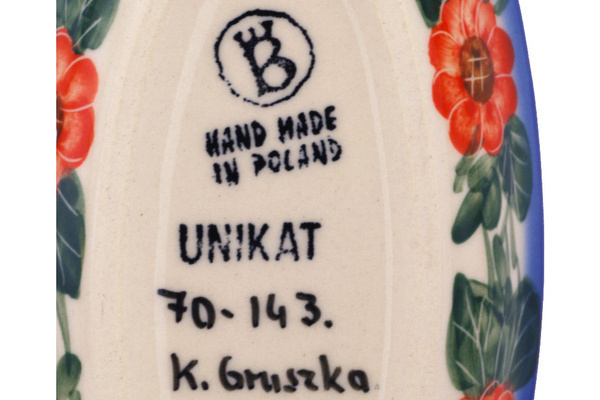 B
HAND MADE
IN POLAND
UNIKAT
70-143.
K. Gruszka